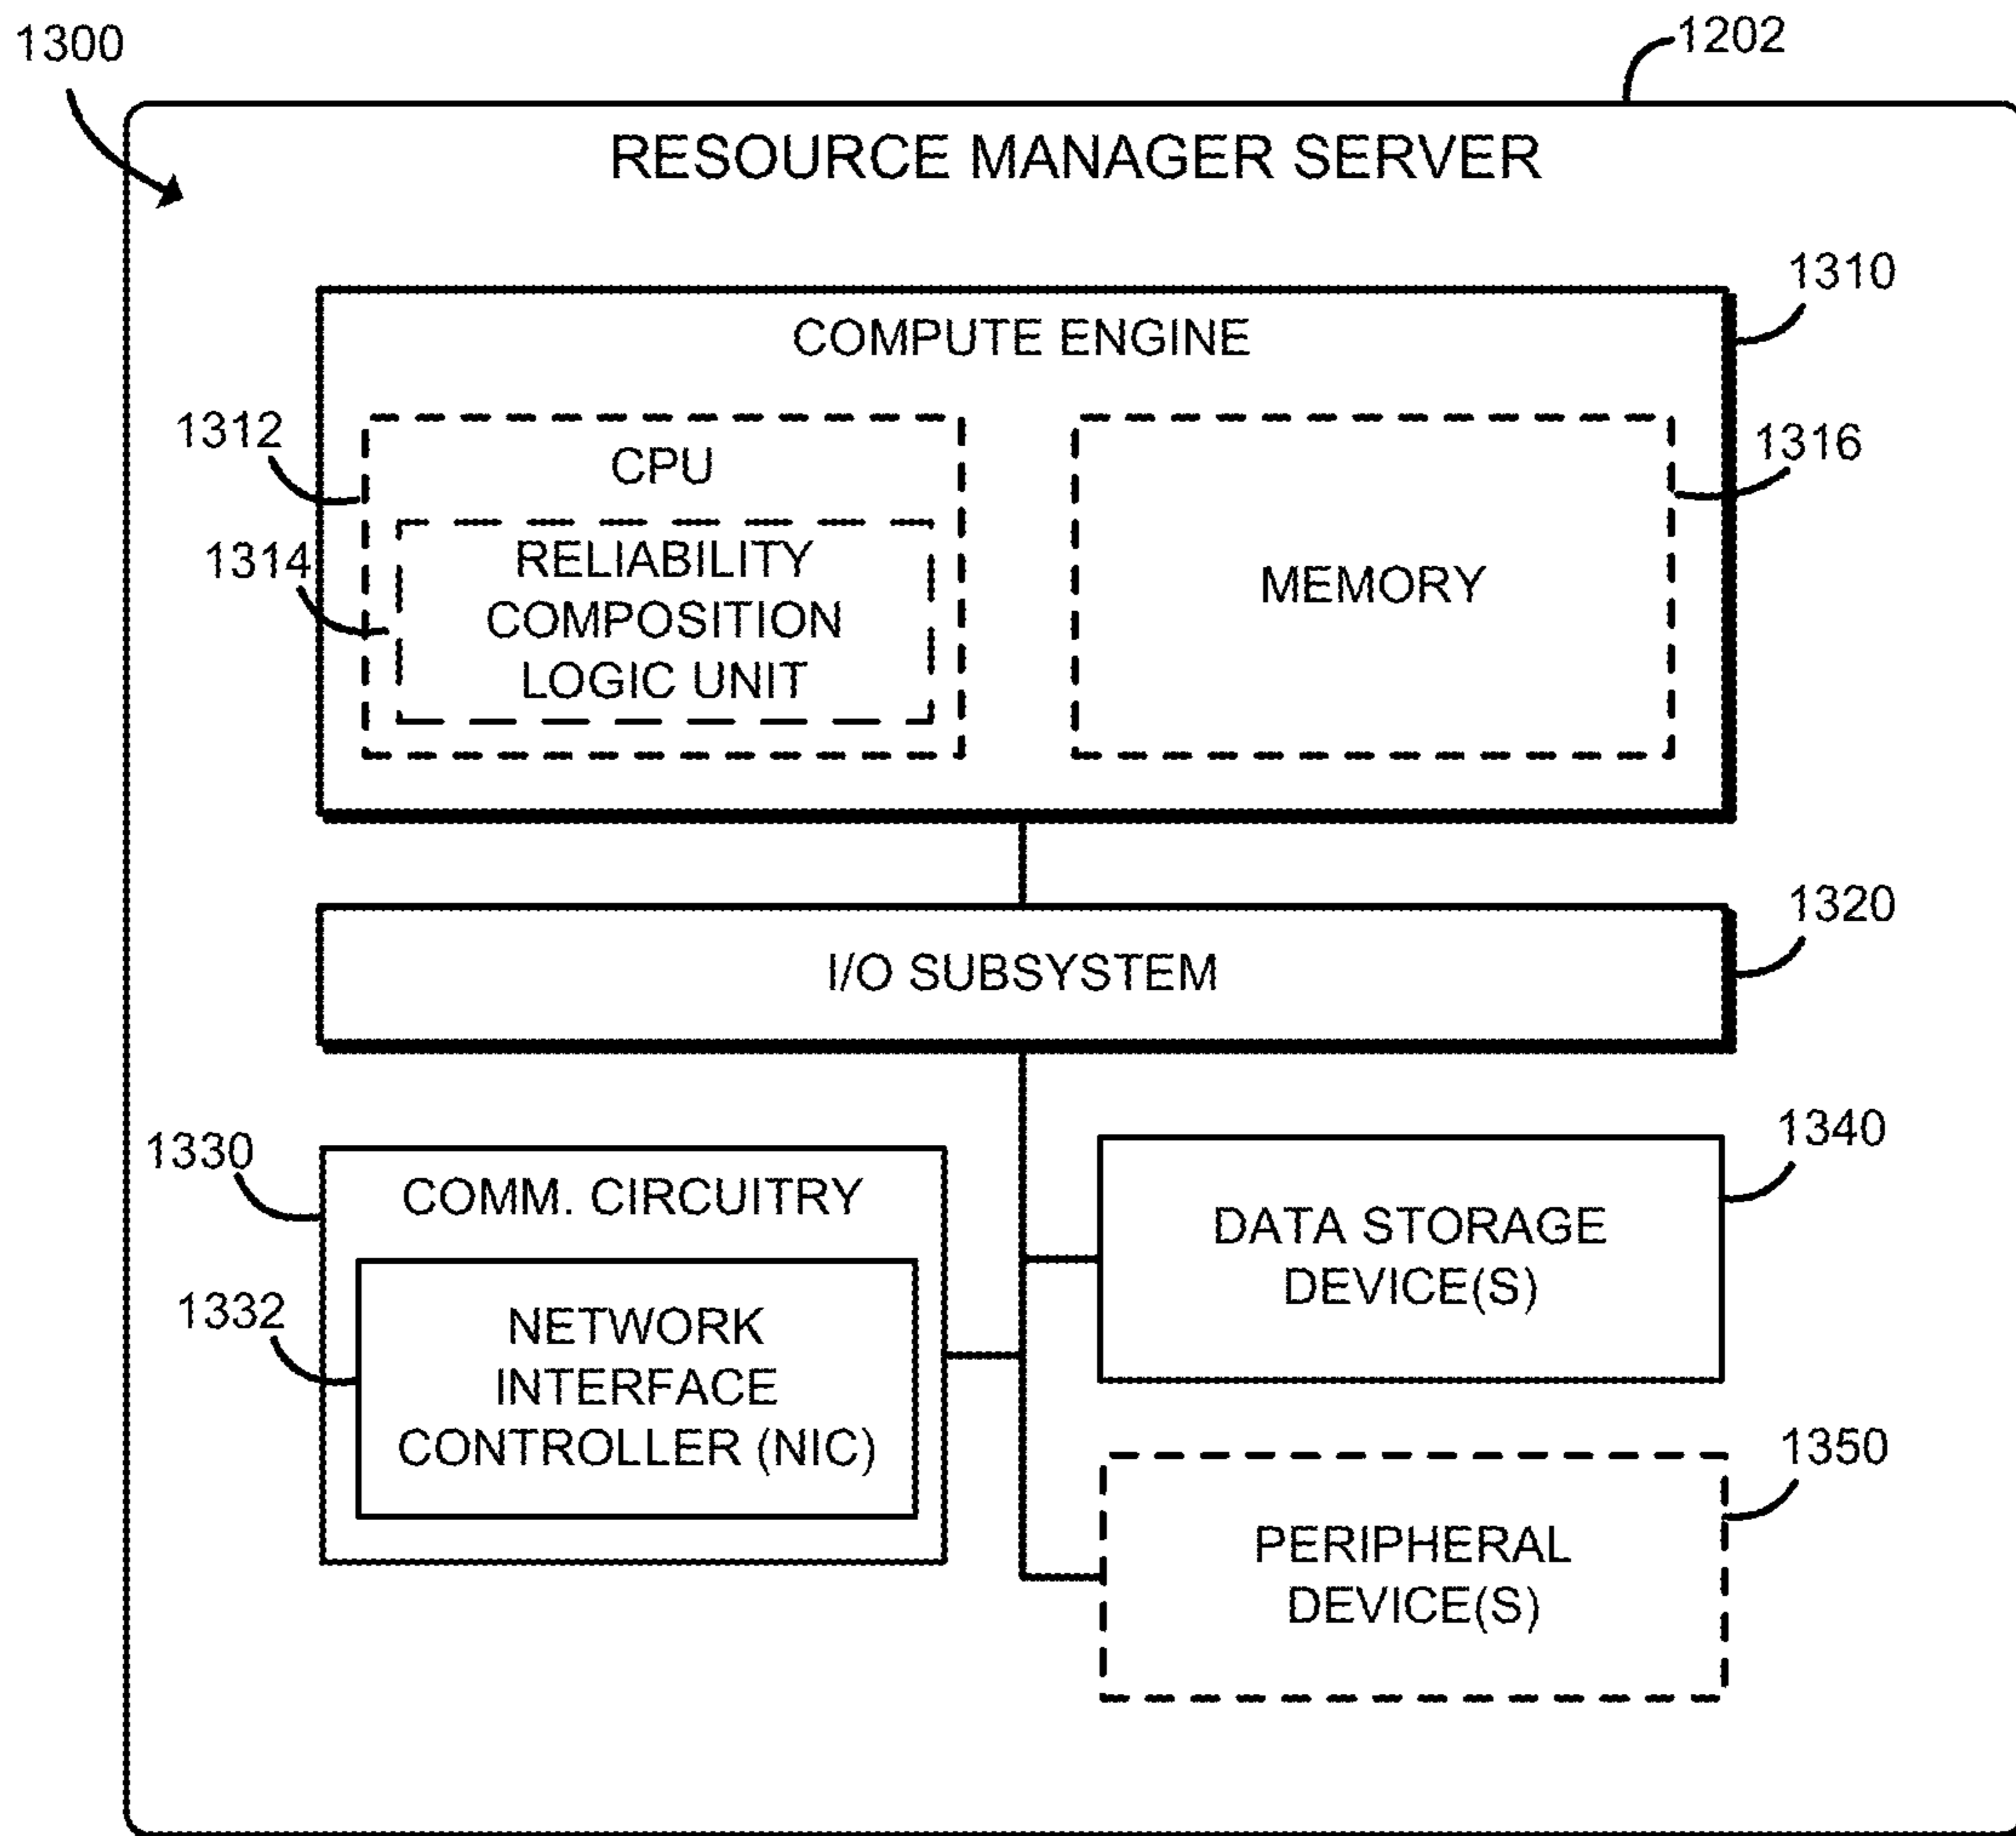 1300
1202
RESOURCE MANAGER SERVER
1310
COMPUTE ENGINE
1312
CPU
1316
1314
RELIABILITY
COMPOSITION
LOGIC UNIT
MEMORY
1320
I/O SUBSYSTEM
1330
COMM. CIRCUITRY
1332
NETWORK
INTERFACE
CONTROLLER (NIC)
1340
DATA STORAGE
DEVICE(S)
1350
PERIPHERAL
DEVICE(S)